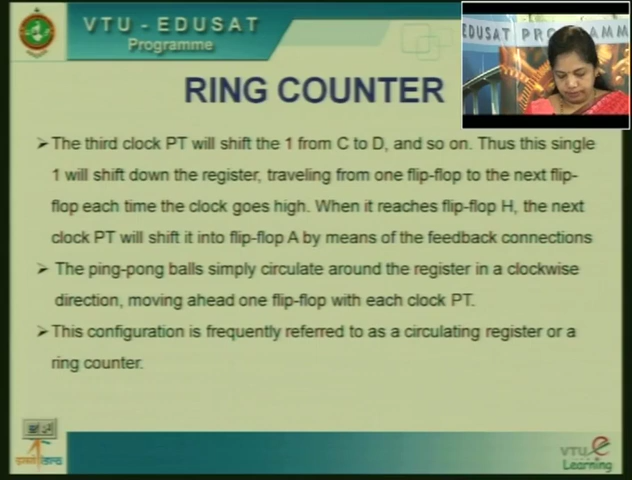 VTU - EDUSAT
Programme
EDUSAT PROGRAMM
RING COUNTER
➢The third clock PT will shift the 1 from C to D, and so on. Thus this single
1 will shift down the register, traveling from one flip-flop to the next flip-
flop each time the clock goes high. When it reaches flip-flop H, the next
clock PT will shift it into flip-flop A by means of the feedback connections
➢ The ping-pong balls simply circulate around the register in a clockwise
direction, moving ahead one flip-flop with each clock PT.
➢This configuration is frequently referred to as a circulating register or a
ring counter.
VTU e
Learning